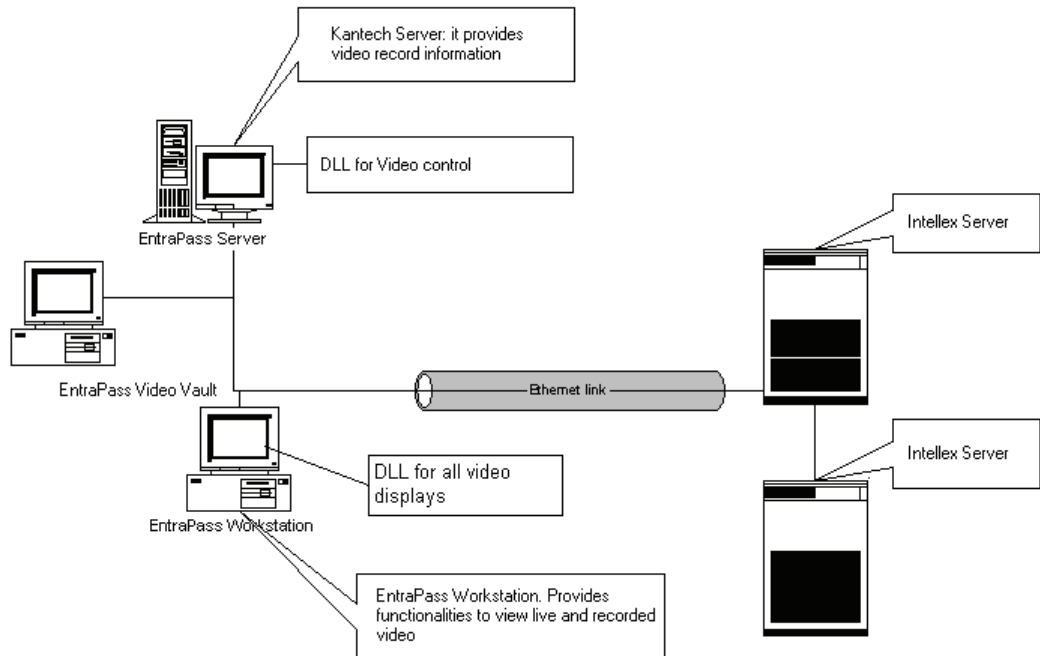 Kantech Server: it provides
video record information
DLL for Video control
EntraPass Server
Intellex Server
EntraPass Video Vault
Ethernet link
Intellex Server
DLL for all video
displays
EntraPass Workstation
EntraPass Workstation. Provides
functionalities to view live and recorded
video